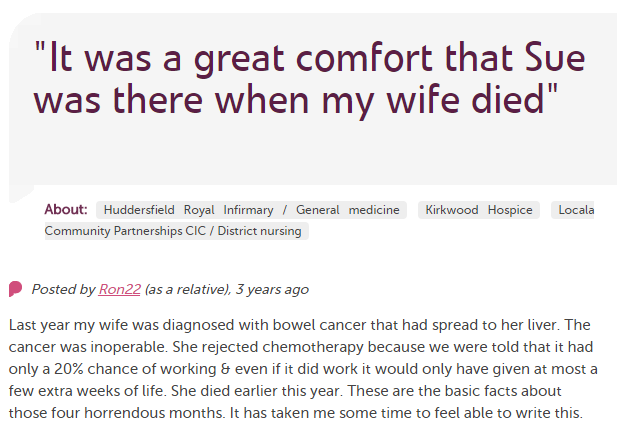 "It was a great comfort that Sue
was there when my wife died"
About: Huddersfield Royal Infirmary / General medicine Kirkwood Hospice Locala
Community Partnerships CIC / District nursing
Posted by Ron22 (as a relative), 3 years ago
Last year my wife was diagnosed with bowel cancer that had spread to her liver. The
cancer was inoperable. She rejected chemotherapy because we were told that it had
only a 20% chance of working & even if it did work it would only have given at most a
few extra weeks of life. She died earlier this year. These are the basic facts about
those four horrendous months. It has taken me some time to feel able to write this.